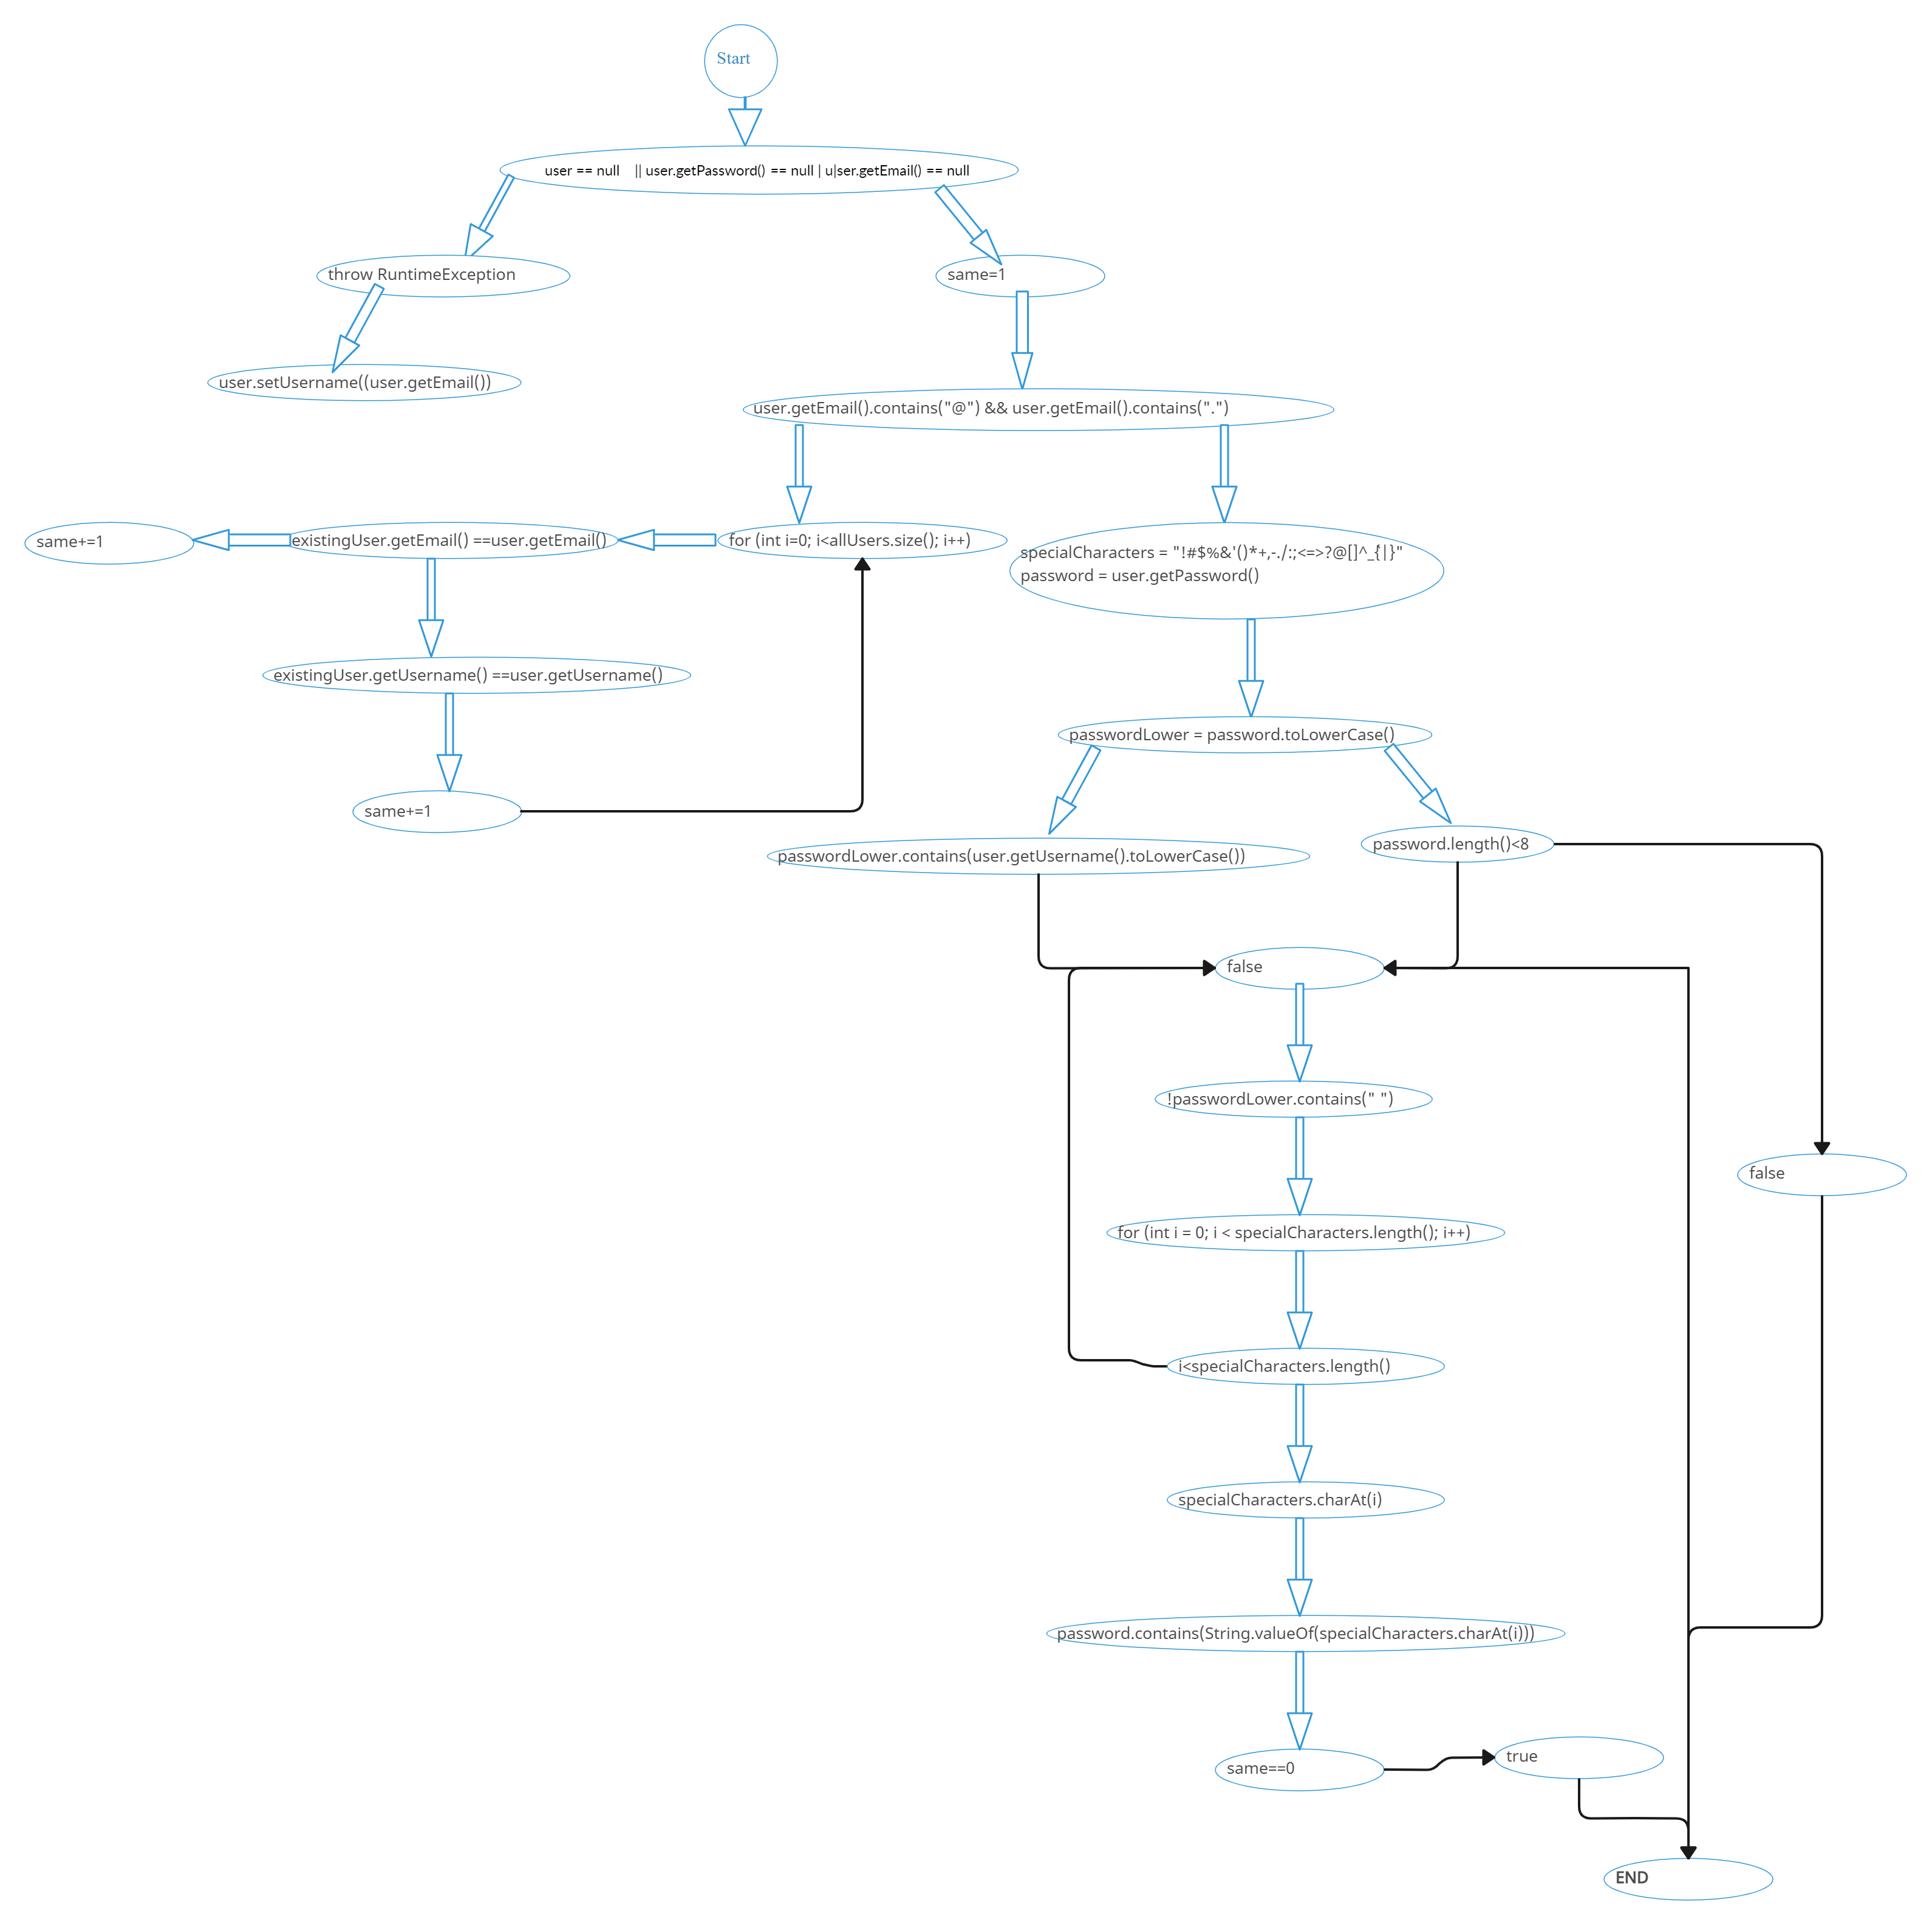 Start
user == null || user.getPassword() == null | u|ser.getEmail() == null
throw RuntimeException
same=1
user.setUsername((user.getEmail())
user.getEmail().contains("@") && user.getEmail().contains(".")
same+=1
existingUser.getEmail() ==user.getEmail()
for (int i=0; i<allUsers.size(); i++)
specialCharacters = "!#$%&'()*+,-./:;<=>?@[]^_{|}"
password = user.getPassword()
existingUser.getUsername() ==user.getUsername()
passwordLower = password.toLowerCase()
same+=1
passwordLower.contains(user.getUsername().toLowerCase())
password.length()<8
false
!passwordLower.contains(" ")
false
for (int i = 0; i < specialCharacters.length(); i++)
i<specialCharacters.length()
specialCharacters.charAt(i)
password.contains(String.valueOf(specialCharacters.charAt(i)))
same==0
true
END